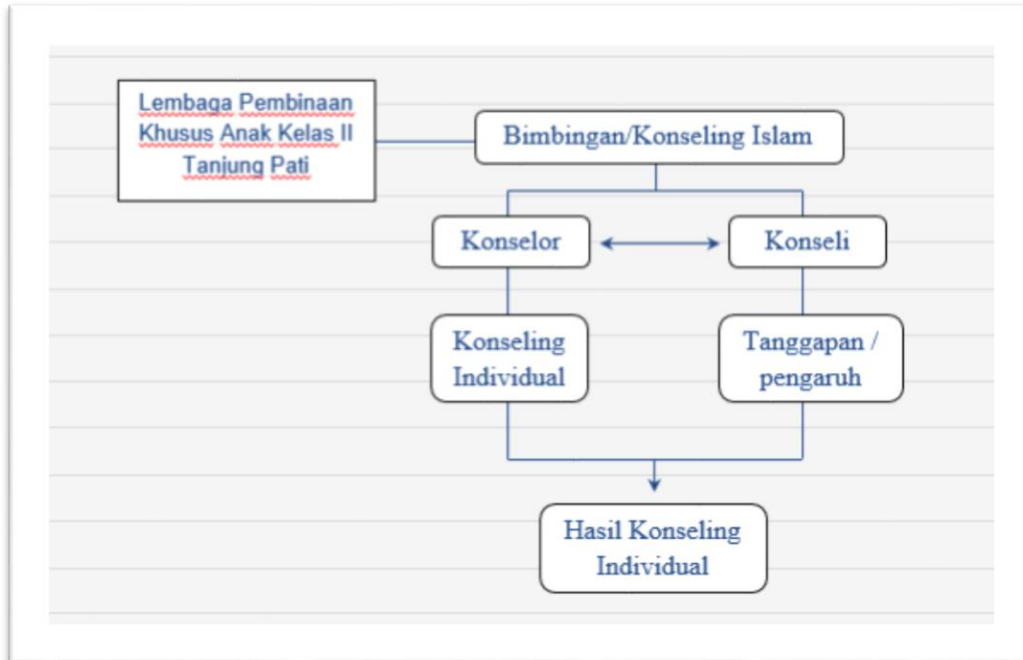 Lembaga Pembinaan
Khusus Anak Kelas II
Tanjung Pati
Bimbingan/Konseling Islam
Konselor
Konseli
Konseling
Individual
Tanggapan /
pengaruh
Hasil Konseling
Individual